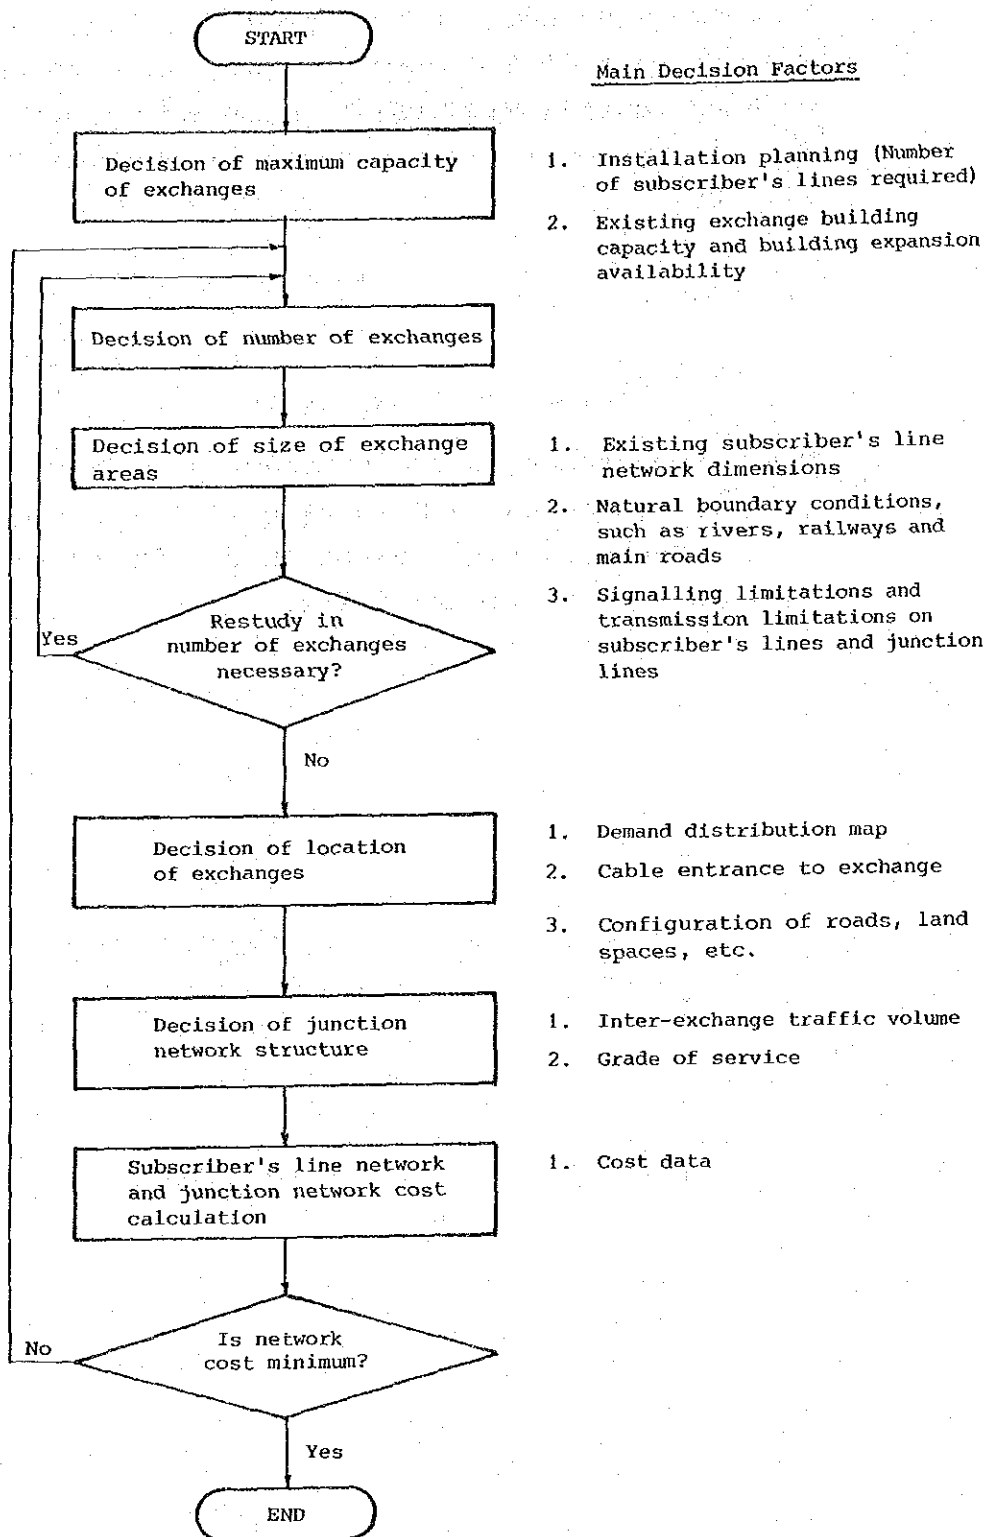 START
Main Decision Factors
Decision of maximum capacity
of exchanges
1. Installation planning (Number
of subscriber's lines required)
2. Existing exchange building
capacity and building expansion
availability
Decision of number of exchanges
Decision of size of exchange
areas
1. Existing subscriber's line
network dimensions
2. Natural boundary conditions,
such as rivers, railways and
main roads
3. Signalling limitations and
transmission limitations on
subscriber's lines and junction
lines
Restudy in
number of exchanges
necessary?
Yes
No
Decision of location
of exchanges
1. Demand distribution map
2. Cable entrance to exchange
3. Configuration of roads, land
spaces, etc.
Decision of junction
network structure
1. Inter-exchange traffic volume
2. Grade of service
Subscriber's line network
and junction network cost
calculation
1. Cost data
Is network
cost minimum?
No
Yes
END